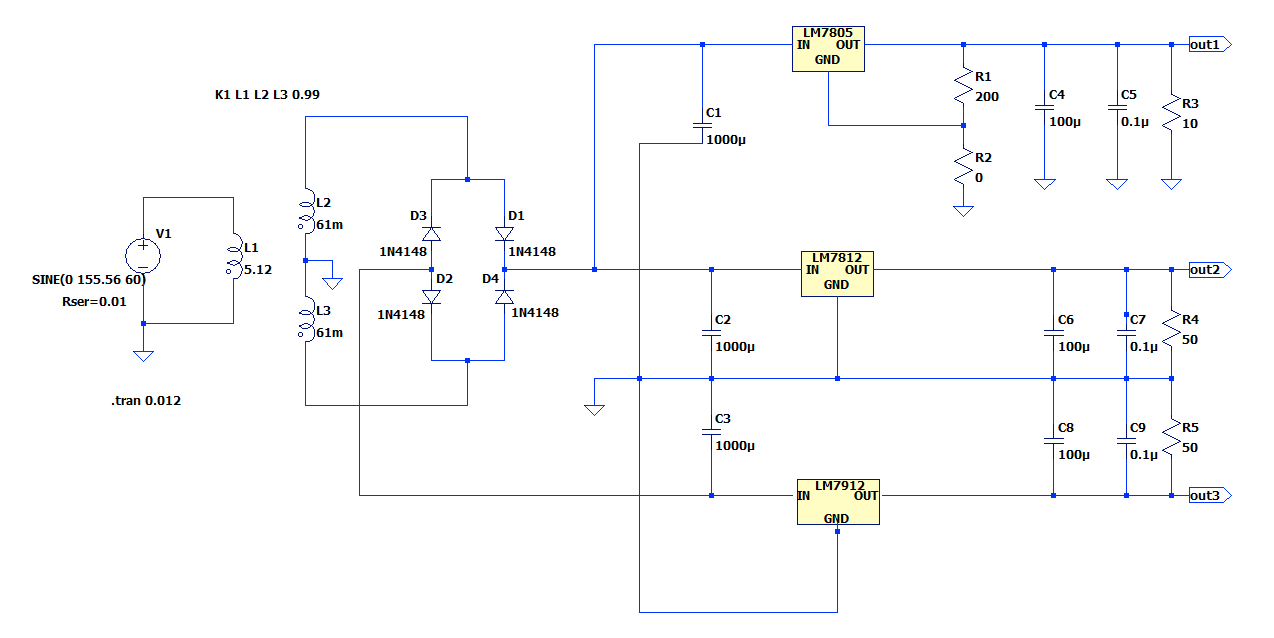 K1 L1 L2 L3 0.99
V1
SINE(0 155.56 60)
Rser=0.01
L1
5.12
.tran 0.012
L2
61m
L3
61m
D3
1N4148
D1
1N4148
D2
1N4148
D4
1N4148
C1
1000µ
LM7805
IN OUT
GND
R1
200
R2
0
C4
100µ
C5
0.1µ
R3
10
out1
C2
1000µ
LM7812
IN OUT
GND
C6
100µ
C7
0.1µ
R4
50
out2
C3
1000µ
LM7912
IN OUT
GND
C8
100µ
C9
0.1µ
R5
50
out3